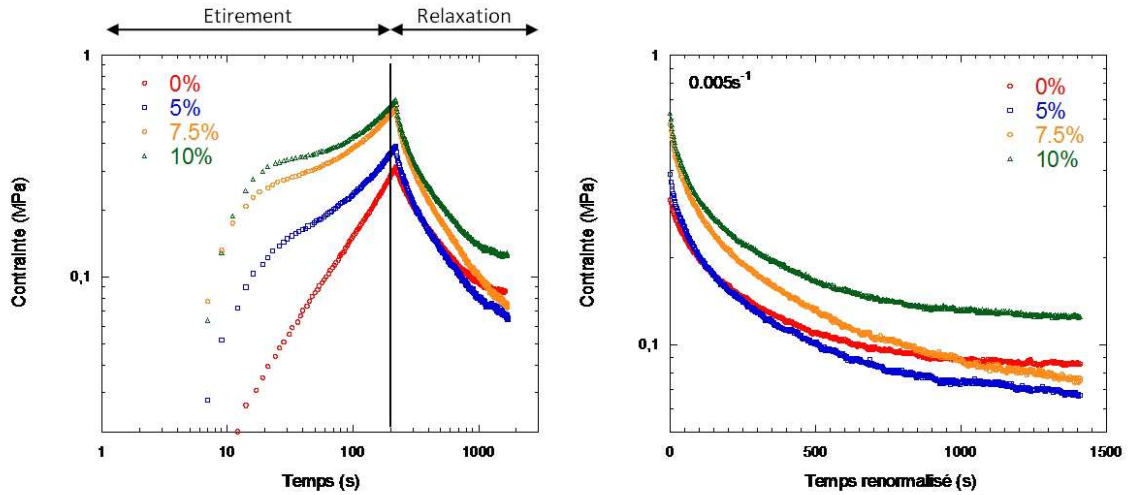 Etirement
Relaxation
1
0,1
Contrainte (MPa)
0%
5%
7.5%
10%
1
10
100
1000
Temps (s)
1
0,1
Contrainte (MPa)
0.005s-1
0%
5%
7.5%
10%
0
500
1000
1500
Temps renormalisé (s)